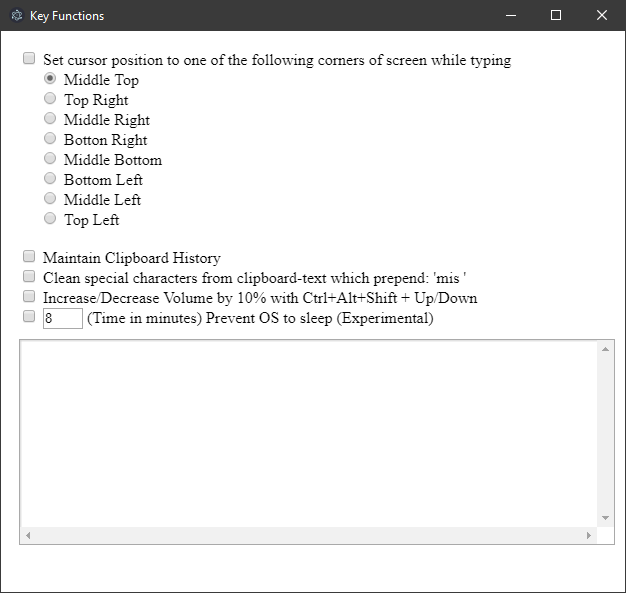 Key Functions
Set cursor position to one of the following corners of screen while typing
Middle Top
Top Right
Middle Right
Botton Right
Middle Bottom
Bottom Left
Middle Left
Top Left
Maintain Clipboard History
Clean special characters from clipboard-text which prepend: 'mis '
Increase/Decrease Volume by 10% with Ctrl+Alt+Shift + Up/Down
8 (Time in minutes) Prevent OS to sleep (Experimental)